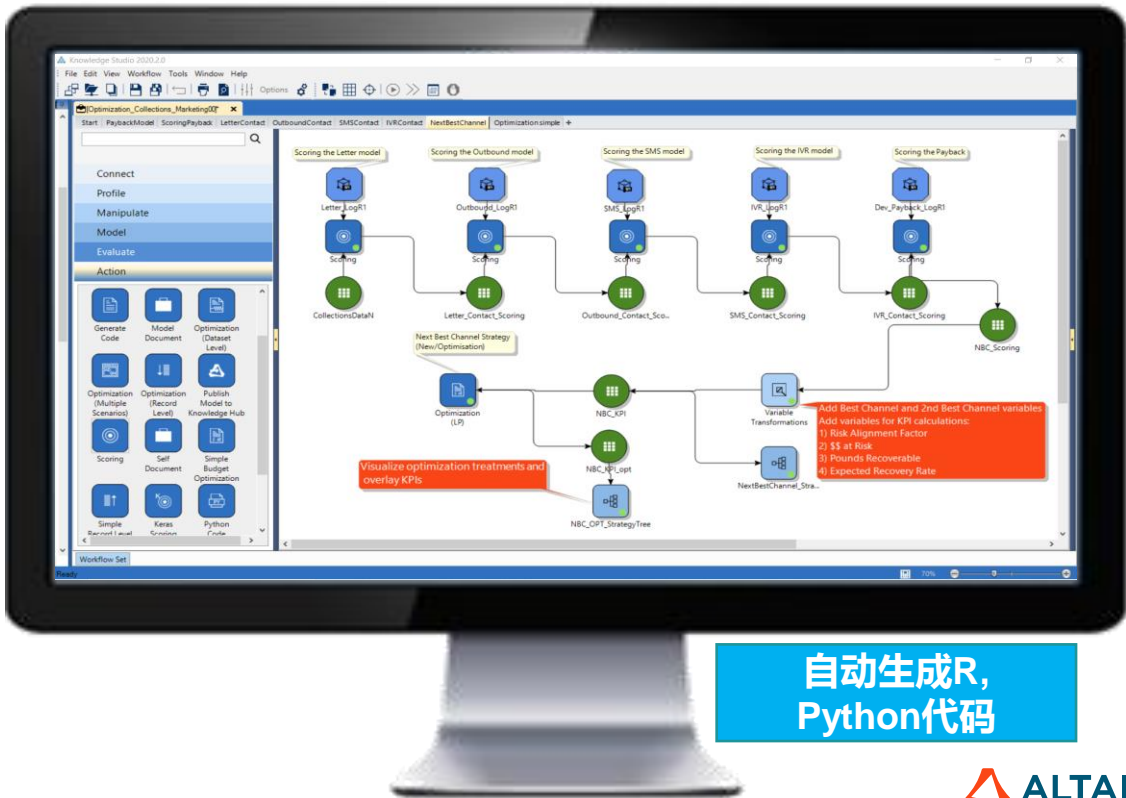 Knowledge Studio 2020.2.0
File Edit View Workflow Tools Window Help
Options
[Optimization_Collections_Marketing00]*
Start PaybackModel ScoringPayback LetterContact OutboundContact SMSContact IVRContact NextBestChannel Optimizationsimple +
Connect
Profile
Manipulate
Model
Evaluate
Action
Generate
Code
Model
Document
Optimization
(Dataset
Level)
Optimization
(Multiple
Scenarios)
Optimization
(Record
Level)
Publish
Model to
Knowledge Hub
Scoring
Self
Document
Simple
Budget
Optimization
Simple
Record Level
Keras
Scoring
Python
Code
Workflow Set
Ready
Scoring the Letter model
Scoring the Outbound model
Scoring the SMS model
Scoring the IVR model
Scoring the Payback
Letter_LogR1
Outbound_LogR1
SMS_LogR1
IVR_LogR1
Dev_Payback_LogR1
Scoring
Scoring
Scoring
Scoring
Scoring
CollectionsDataN
Letter_Contact_Scoring
Outbound_Contact_Sco...
SMS_Contact_Scoring
IVR_Contact_Scoring
NBC_Scoring
Next Best Channel Strategy
(New/Optimisation)
Optimization
(LP)
NBC_KPI
Variable
Transformations
Add Best Channel and 2nd Best Channel variables
Add variables for KPI calculations:
1) Risk Alignment Factor
2) $$ at Risk
3) Pounds Recoverable
4) Expected Recovery Rate
NBC_KPI_opt
NextBestChannel_Stra...
Visualize optimization treatments and
overlay KPIs
NBC_OPT_StrategyTree
70%
自动生成R,
Python代码